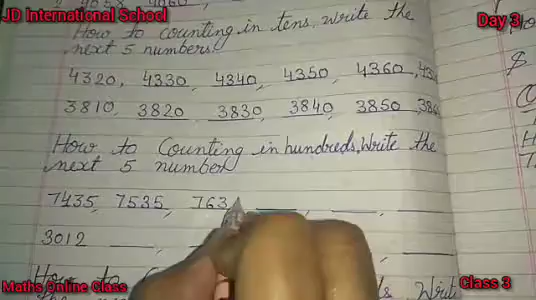 JD International School
Day 3
How to counting in tens, write the
next 5 numbers.
4320, 4330, 4340, 4350, 4360,
3810, 3820, 3830, 3840, 3850,
How to Counting in hundreds, Write the
next 5 number
7435, 7535, 763
3012
Maths Online Class
Write
Class 3